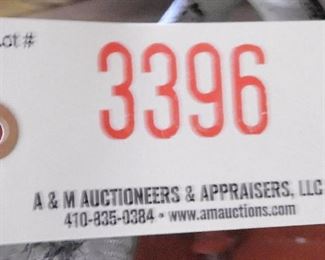 Lot #
3396
A & M AUCTIONEERS & APPRAISERS, LLC
410-835-0384 • www.amauctions.com